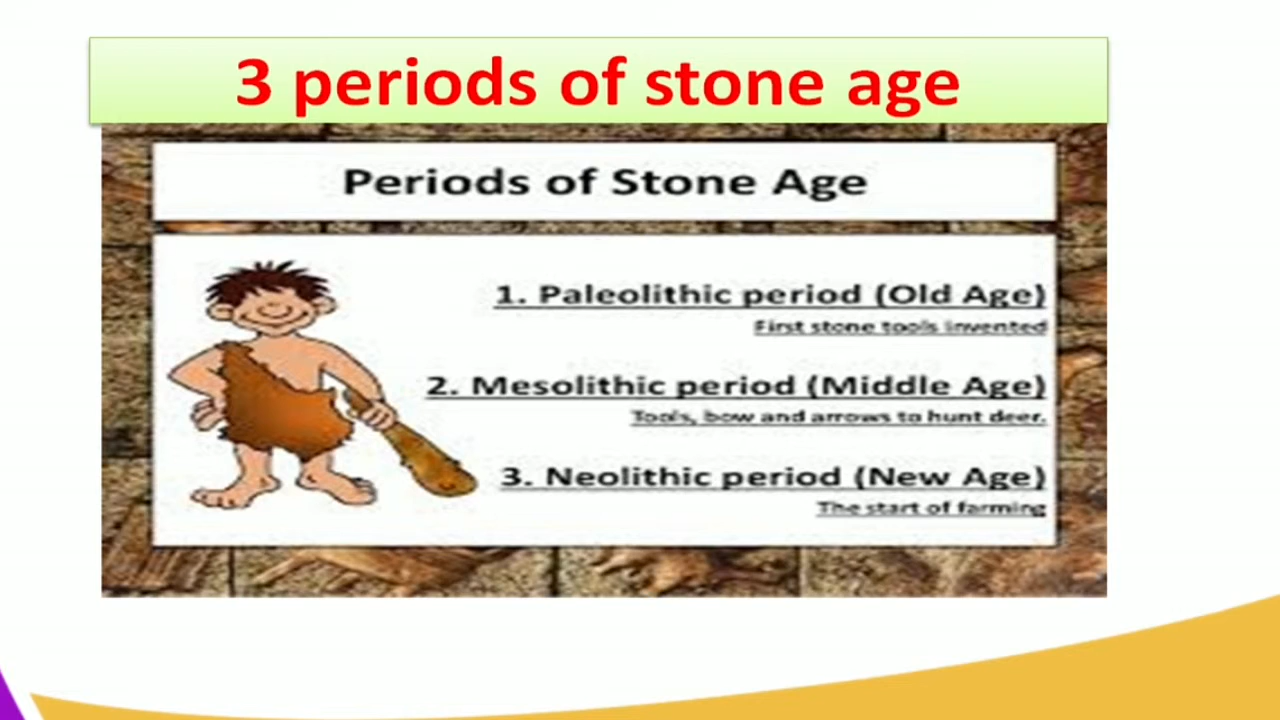 3 periods of stone age
Periods of Stone Age
1. Paleolithic period (Old Age)
First stone tools invented
2. Mesolithic period (Middle Age)
Tools, bow and arrows to hunt deer.
3. Neolithic period (New Age)
The start of farming